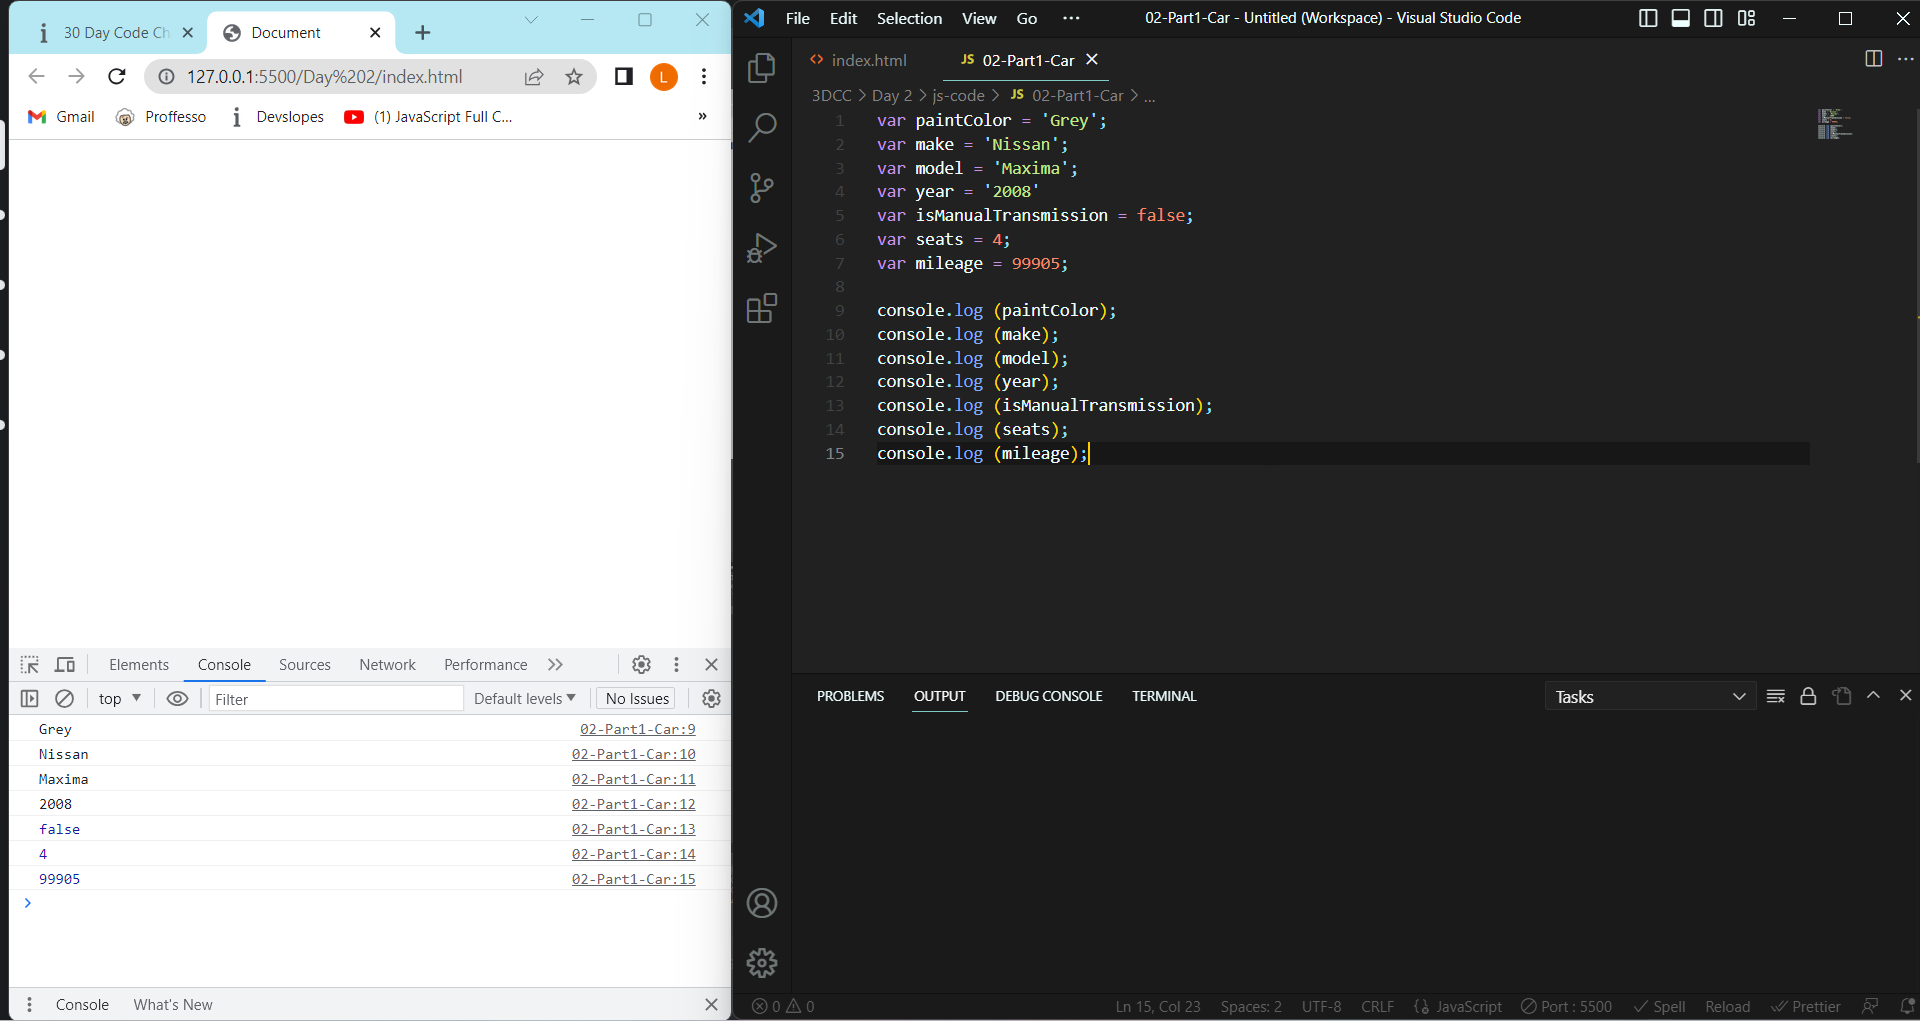 30 Day Code Ch
Document
127.0.0.1:5500/Day%202/index.html
L
Gmail
Proffesso
Devslopes
(1) JavaScript Full C...
»
Elements
Console
Sources
Network
Performance
top
Filter
Default levels
No Issues
Grey 02-Part1-Car:9
Nissan 02-Part1-Car:10
Maxima 02-Part1-Car:11
2008 02-Part1-Car:12
false 02-Part1-Car:13
4 02-Part1-Car:14
99905 02-Part1-Car:15
>
Console
What's New
File Edit Selection View Go ···
02-Part1-Car - Untitled (Workspace) - Visual Studio Code
<> index.html
JS 02-Part1-Car
3DCC > Day 2 > js-code > JS 02-Part1-Car > ...
1 var paintColor = 'Grey';
2 var make = 'Nissan';
3 var model = 'Maxima';
4 var year = '2008'
5 var isManualTransmission = false;
6 var seats = 4;
7 var mileage = 99905;
8
9 console.log (paintColor);
10 console.log (make);
11 console.log (model);
12 console.log (year);
13 console.log (isManualTransmission);
14 console.log (seats);
15 console.log (mileage);
PROBLEMS OUTPUT DEBUG CONSOLE TERMINAL
Tasks
0 0
Ln 15, Col 23 Spaces: 2 UTF-8 CRLF {} JavaScript Port : 5500 Spell Reload Prettier